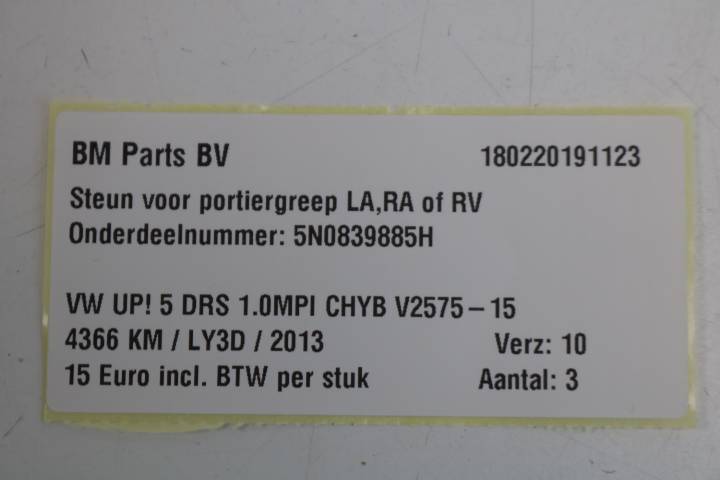 BM Parts BV 180220191123
Steun voor portiergreep LA,RA of RV
Onderdeelnummer: 5N0839885H
VW UP! 5 DRS 1.0MPI CHYB V2575-15
4366 KM / LY3D / 2013 Verz: 10
15 Euro incl. BTW per stuk Aantal: 3